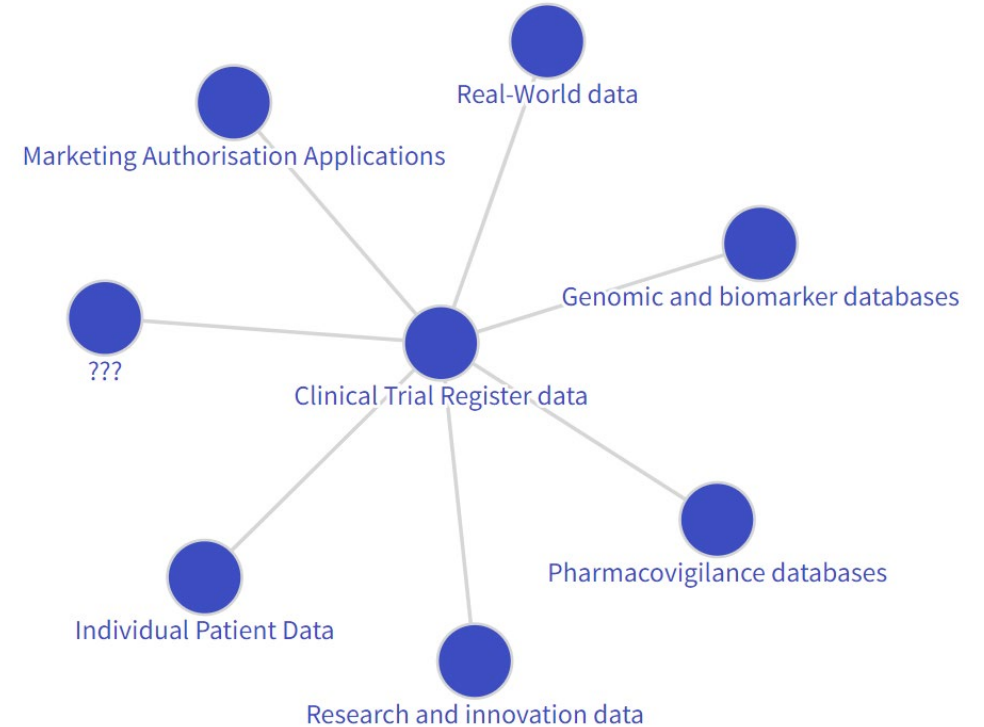 Real-World data
Marketing Authorisation Applications
Genomic and biomarker databases
???
Clinical Trial Register data
Pharmacovigilance databases
Individual Patient Data
Research and innovation data